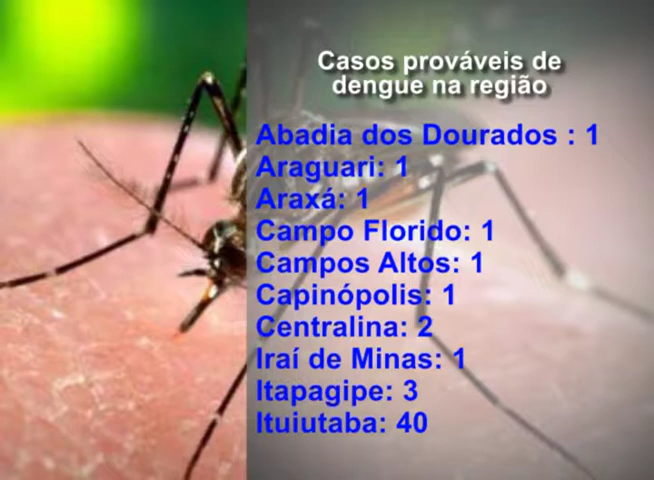 Casos prováveis de
dengue na região
Abadia dos Dourados : 1
Araguari: 1
Araxá: 1
Campo Florido: 1
Campos Altos: 1
Capinópolis: 1
Centralina: 2
Iraí de Minas: 1
Itapagipe: 3
Ituiutaba: 40